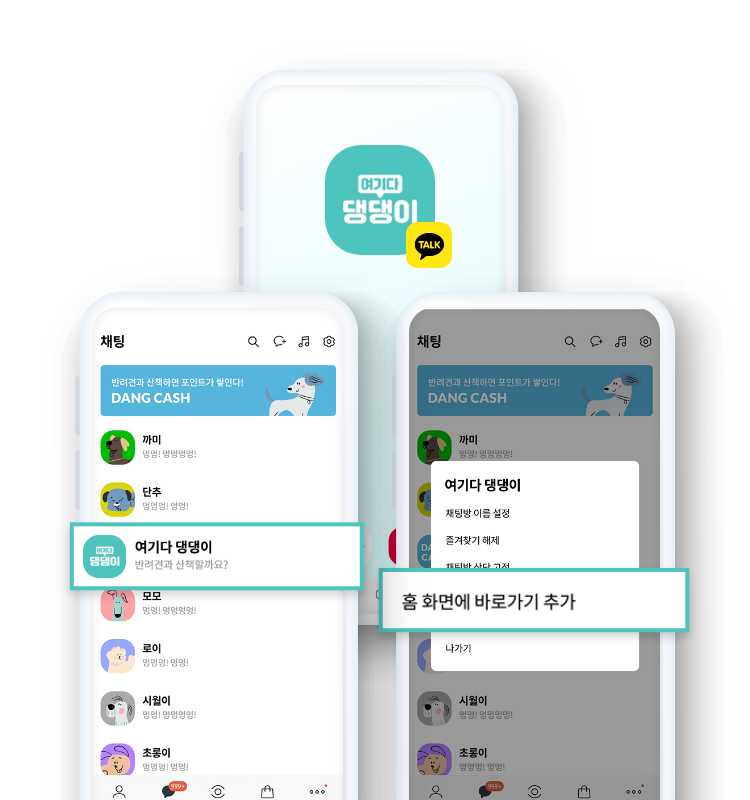 여기다
댕댕이
TALK
채팅
반려견과 산책하면 포인트가 쌓인다!
DANG CASH
까미
멍멍! 멍멍멍멍!
단추
멍멍멍! 멍멍!
여기다
댕댕이
여기다 댕댕이
반려견과 산책할까요?
모모
멍멍! 멍멍멍멍!
로이
멍멍멍! 멍멍!
시월이
멍멍! 멍멍멍멍!
초롱이
멍멍멍! 멍멍!
999+
채팅
반려견과 산책하면 포인트가 쌓인다!
DANG CASH
까미
멍멍! 멍멍멍멍!
여기다 댕댕이
채팅방 이름 설정
즐겨찾기 해제
채팅방 상단 고정
홈 화면에 바로가기 추가
나가기
시월이
멍멍! 멍멍멍멍!
초롱이
멍멍멍! 멍멍!
999+